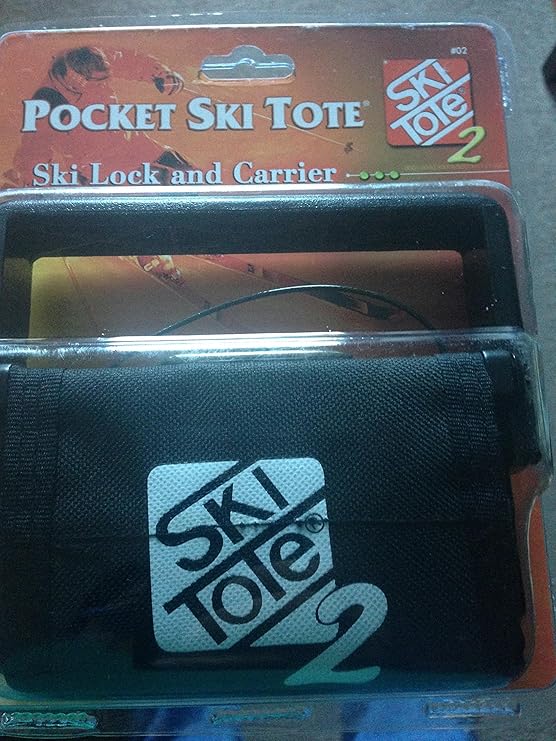 #02
SKI
TOTE
2
POCKET SKI TOTE®
Ski Lock and Carrier
SKI
TOTE®
2